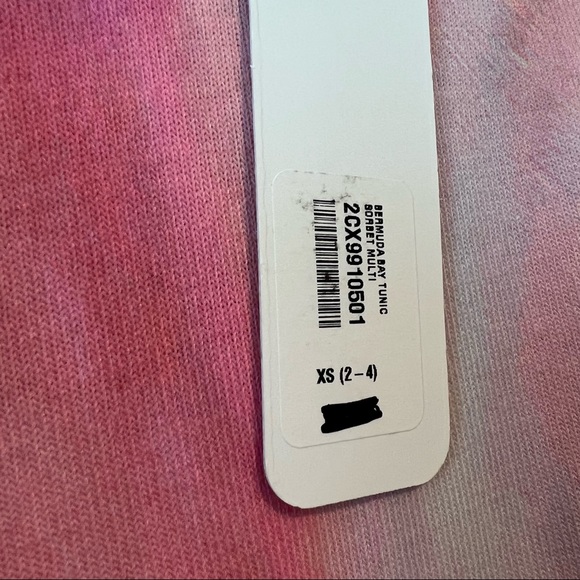 BERMUDA BAY TUNIC
SORBET MULTI
2CX9910501
XS (2-4)